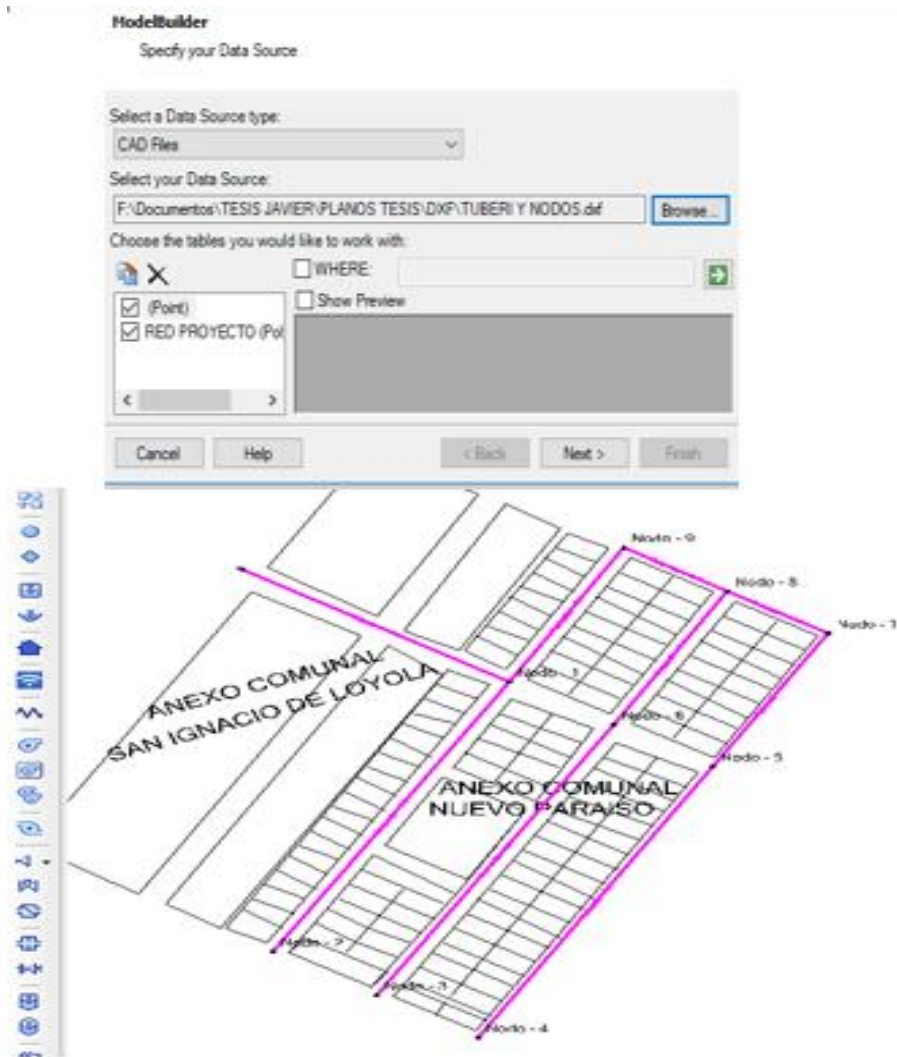 ModelBuilder
Specify your Data Source
Select a Data Source type:
CAD Files
Select your Data Source:
F:\Documentos\TESIS JAVIER\PLANOS TESIS\DXF\TUBERI Y NODOS.dxf
Browse...
Choose the tables you would like to work with:
WHERE:
Show Preview
(Point)
RED PROYECTO (Pol
Cancel
Help
< Back
Next >
Finish
Nodo - 9
Nodo - 8
Nodo - 7
Nodo - 1
Nodo - 6
Nodo - 5
ANEXO COMUNAL
SAN IGNACIO DE LOYOLA
ANEXO COMUNAL
NUEVO PARAISO
Nodo - 2
Nodo - 3
Nodo - 4